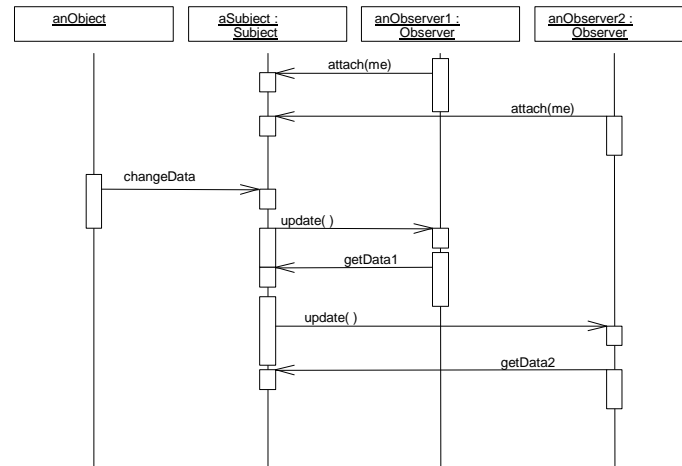 anObject
aSubject :
Subject
anObserver1 :
Observer
anObserver2 :
Observer
attach(me)
attach(me)
changeData
update( )
getData1
update( )
getData2